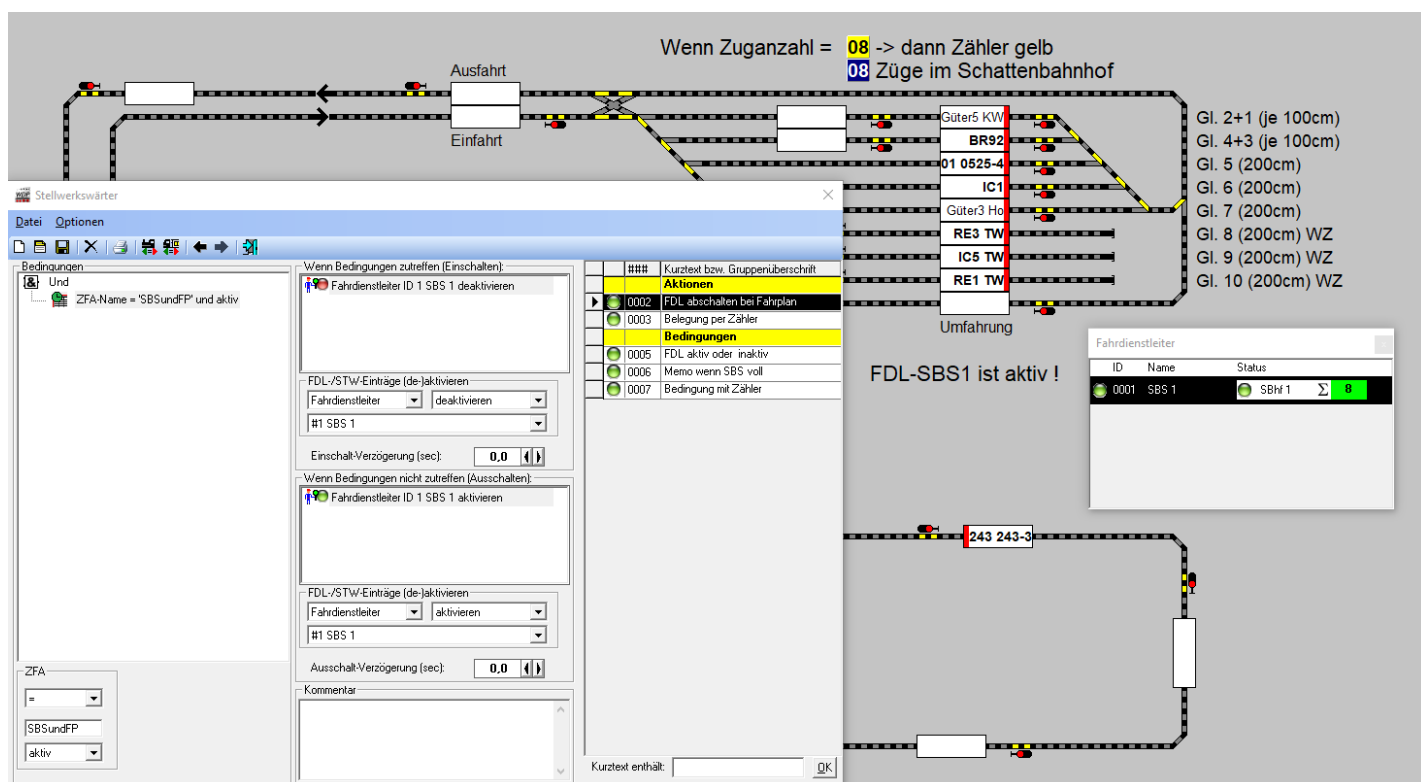 Wenn Zuganzahl = 08 -> dann Zähler gelb
08 Züge im Schattenbahnhof
Ausfahrt
Einfahrt
Güter5 KW
BR92
01 0525-4
IC1
Güter3 Ho
RE3 TW
IC5 TW
RE1 TW
Umfahrung
Gl. 2+1 (je 100cm)
Gl. 4+3 (je 100cm)
Gl. 5 (200cm)
Gl. 6 (200cm)
Gl. 7 (200cm)
Gl. 8 (200cm) WZ
Gl. 9 (200cm) WZ
Gl. 10 (200cm) WZ
FDL-SBS1 ist aktiv !
Fahrdienstleiter
x
ID Name Status
0001 SBS 1 SBhf 1 Σ 8
243 243-3
Stellwerkswärter
Datei Optionen
Bedingungen
& Und
ZFA-Name = 'SBSundFP' und aktiv
ZFA
=
SBSundFP
aktiv
Wenn Bedingungen zutreffen (Einschalten):
Fahrdienstleiter ID 1 SBS 1 deaktivieren
FDL-/STW-Einträge (de-)aktivieren
Fahrdienstleiter deaktivieren
#1 SBS 1
Einschalt-Verzögerung (sec): 0,0
Wenn Bedingungen nicht zutreffen (Ausschalten):
Fahrdienstleiter ID 1 SBS 1 aktivieren
FDL-/STW-Einträge (de-)aktivieren
Fahrdienstleiter aktivieren
#1 SBS 1
Ausschalt-Verzögerung (sec): 0,0
Kommentar
### Kurztext bzw. Gruppenüberschrift
Aktionen
0002 FDL abschalten bei Fahrplan
0003 Belegung per Zähler
Bedingungen
0005 FDL aktiv oder inaktiv
0006 Memo wenn SBS voll
0007 Bedingung mit Zähler
Kurztext enthält: OK